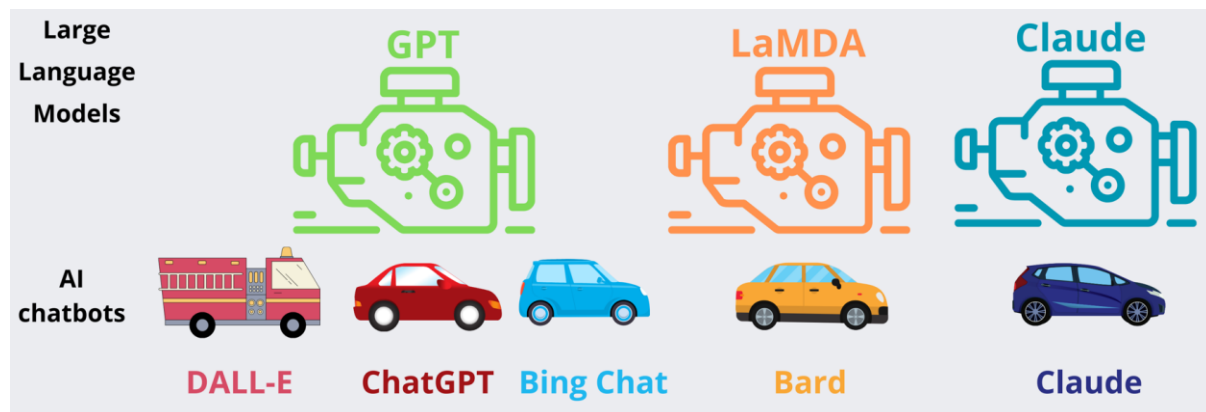 Large
Language
Models
GPT
LaMDA
Claude
AI
chatbots
DALL-E
ChatGPT
Bing Chat
Bard
Claude